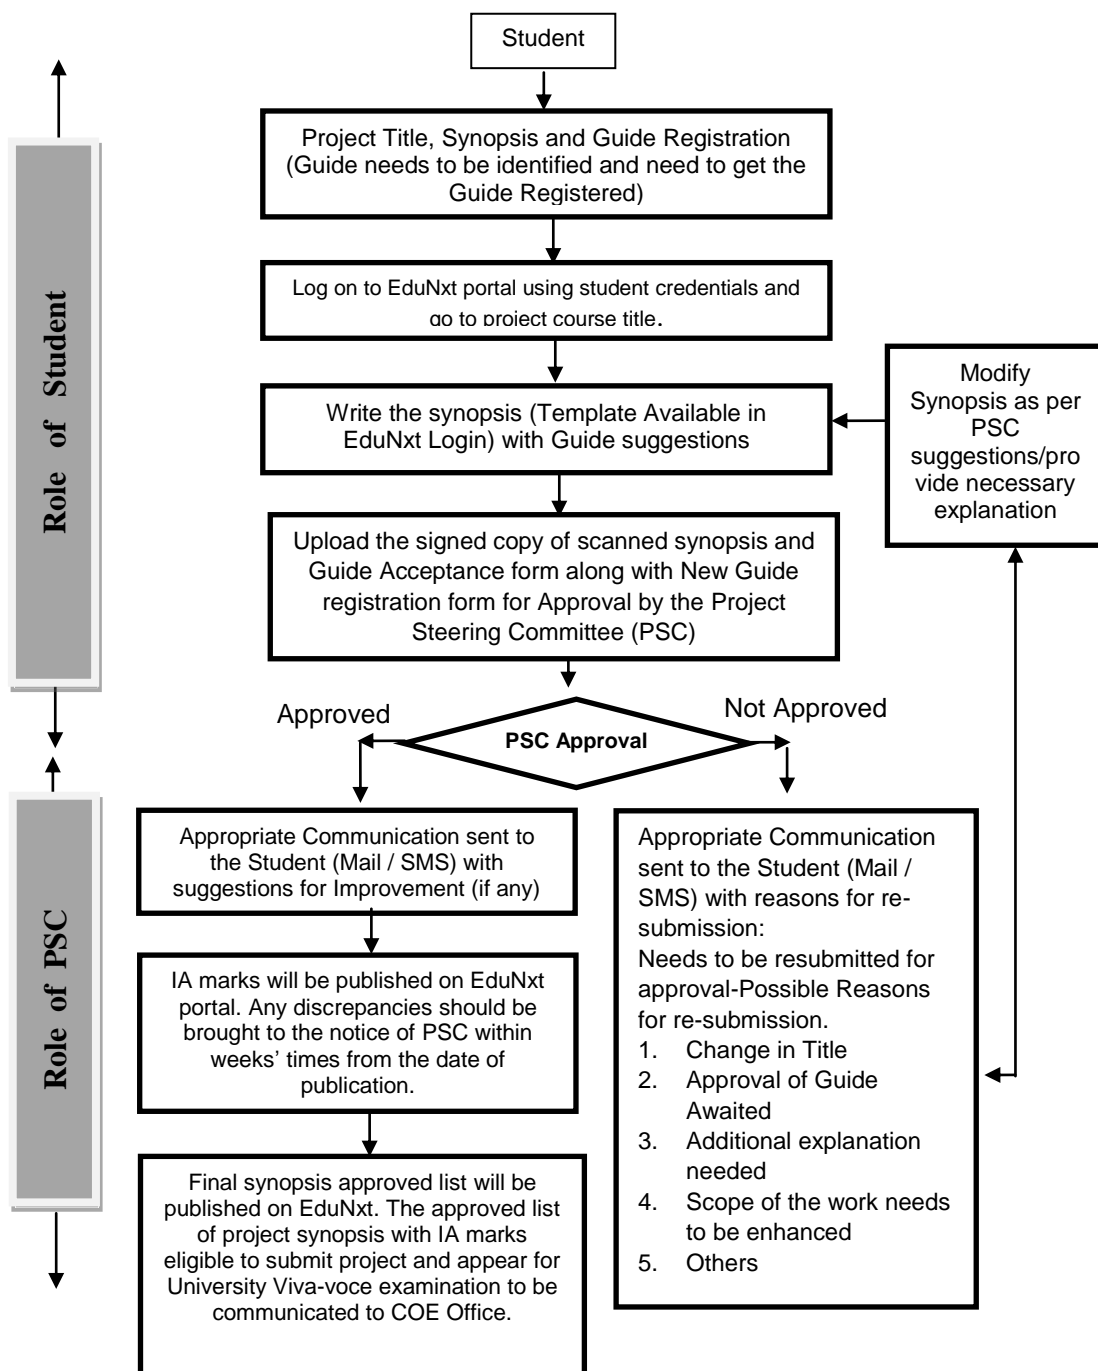 Student
Project Title, Synopsis and Guide Registration
(Guide needs to be identified and need to get the
Guide Registered)
Log on to EduNxt portal using student credentials and
go to project course title.
Write the synopsis (Template Available in
EduNxt Login) with Guide suggestions
Modify
Synopsis as per
PSC
suggestions/pro
vide necessary
explanation
Upload the signed copy of scanned synopsis and
Guide Acceptance form along with New Guide
registration form for Approval by the Project
Steering Committee (PSC)
Role of Student
Approved
PSC Approval
Not Approved
Role of PSC
Appropriate Communication sent to
the Student (Mail / SMS) with
suggestions for Improvement (if any)
IA marks will be published on EduNxt
portal. Any discrepancies should be
brought to the notice of PSC within
weeks' times from the date of
publication.
Final synopsis approved list will be
published on EduNxt. The approved list
of project synopsis with IA marks
eligible to submit project and appear for
University Viva-voce examination to be
communicated to COE Office.
Appropriate Communication
sent to the Student (Mail /
SMS) with reasons for re-
submission:
Needs to be resubmitted for
approval-Possible Reasons
for re-submission.
1. Change in Title
2. Approval of Guide
Awaited
3. Additional explanation
needed
4. Scope of the work needs
to be enhanced
5. Others